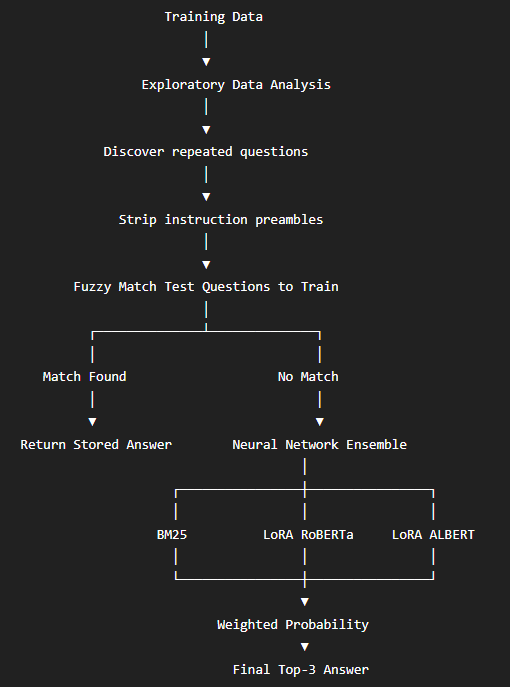 Training Data
Exploratory Data Analysis
Discover repeated questions
Strip instruction preambles
Fuzzy Match Test Questions to Train
Match Found No Match
Return Stored Answer Neural Network Ensemble
BM25 LoRA RoBERTa LoRA ALBERT
Weighted Probability
Final Top-3 Answer